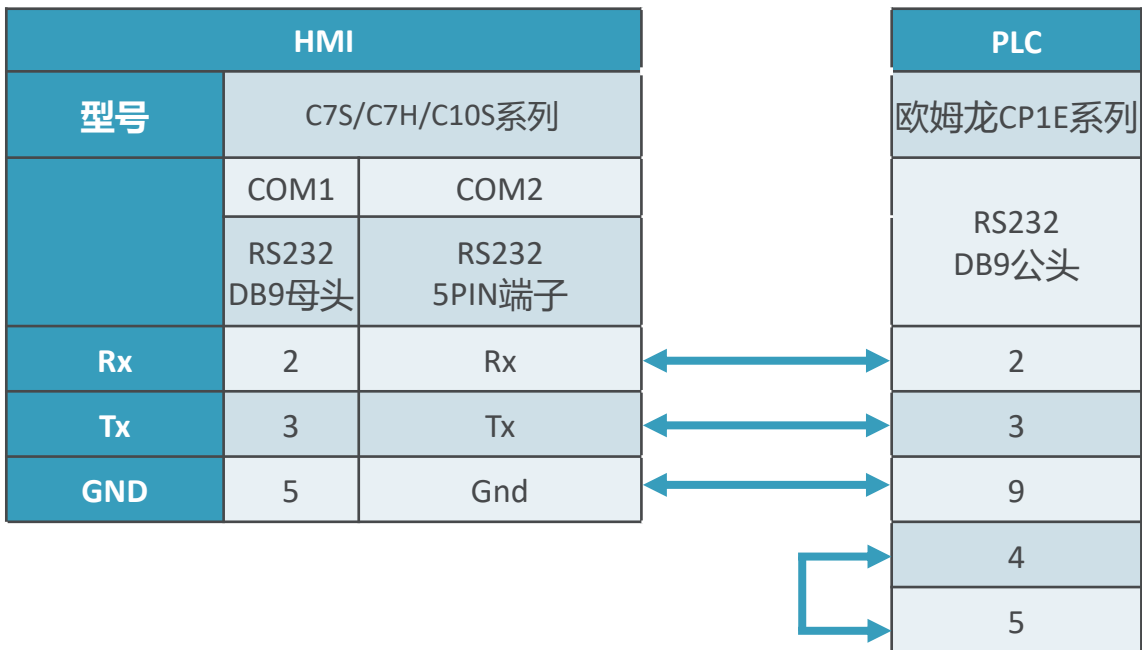 HMI
PLC
型号
C7S/C7H/C10S系列
欧姆龙CP1E系列
COM1
COM2
RS232
DB9母头
RS232
5PIN端子
RS232
DB9公头
Rx
2
Rx
2
Tx
3
Tx
3
GND
5
Gnd
9
4
5